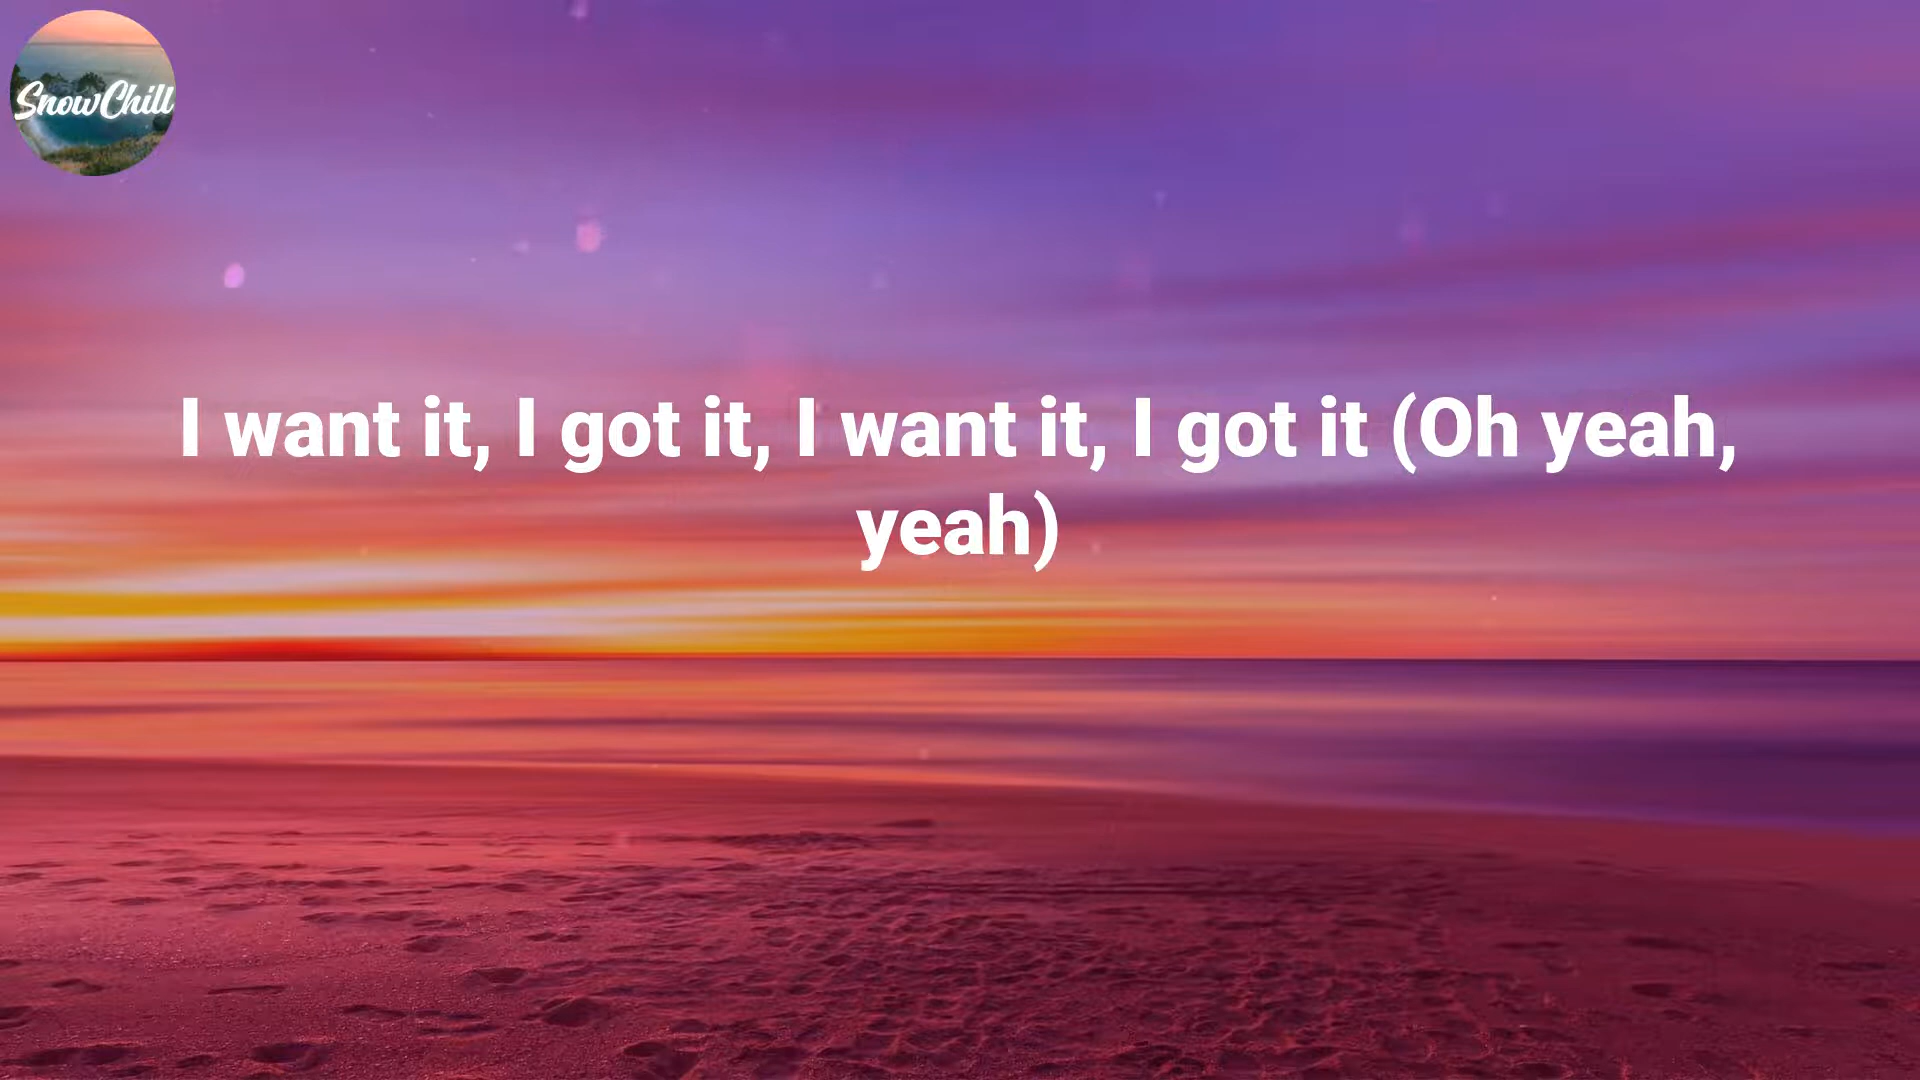 SnowChill
I want it, I got it, I want it, I got it (Oh yeah,
yeah)